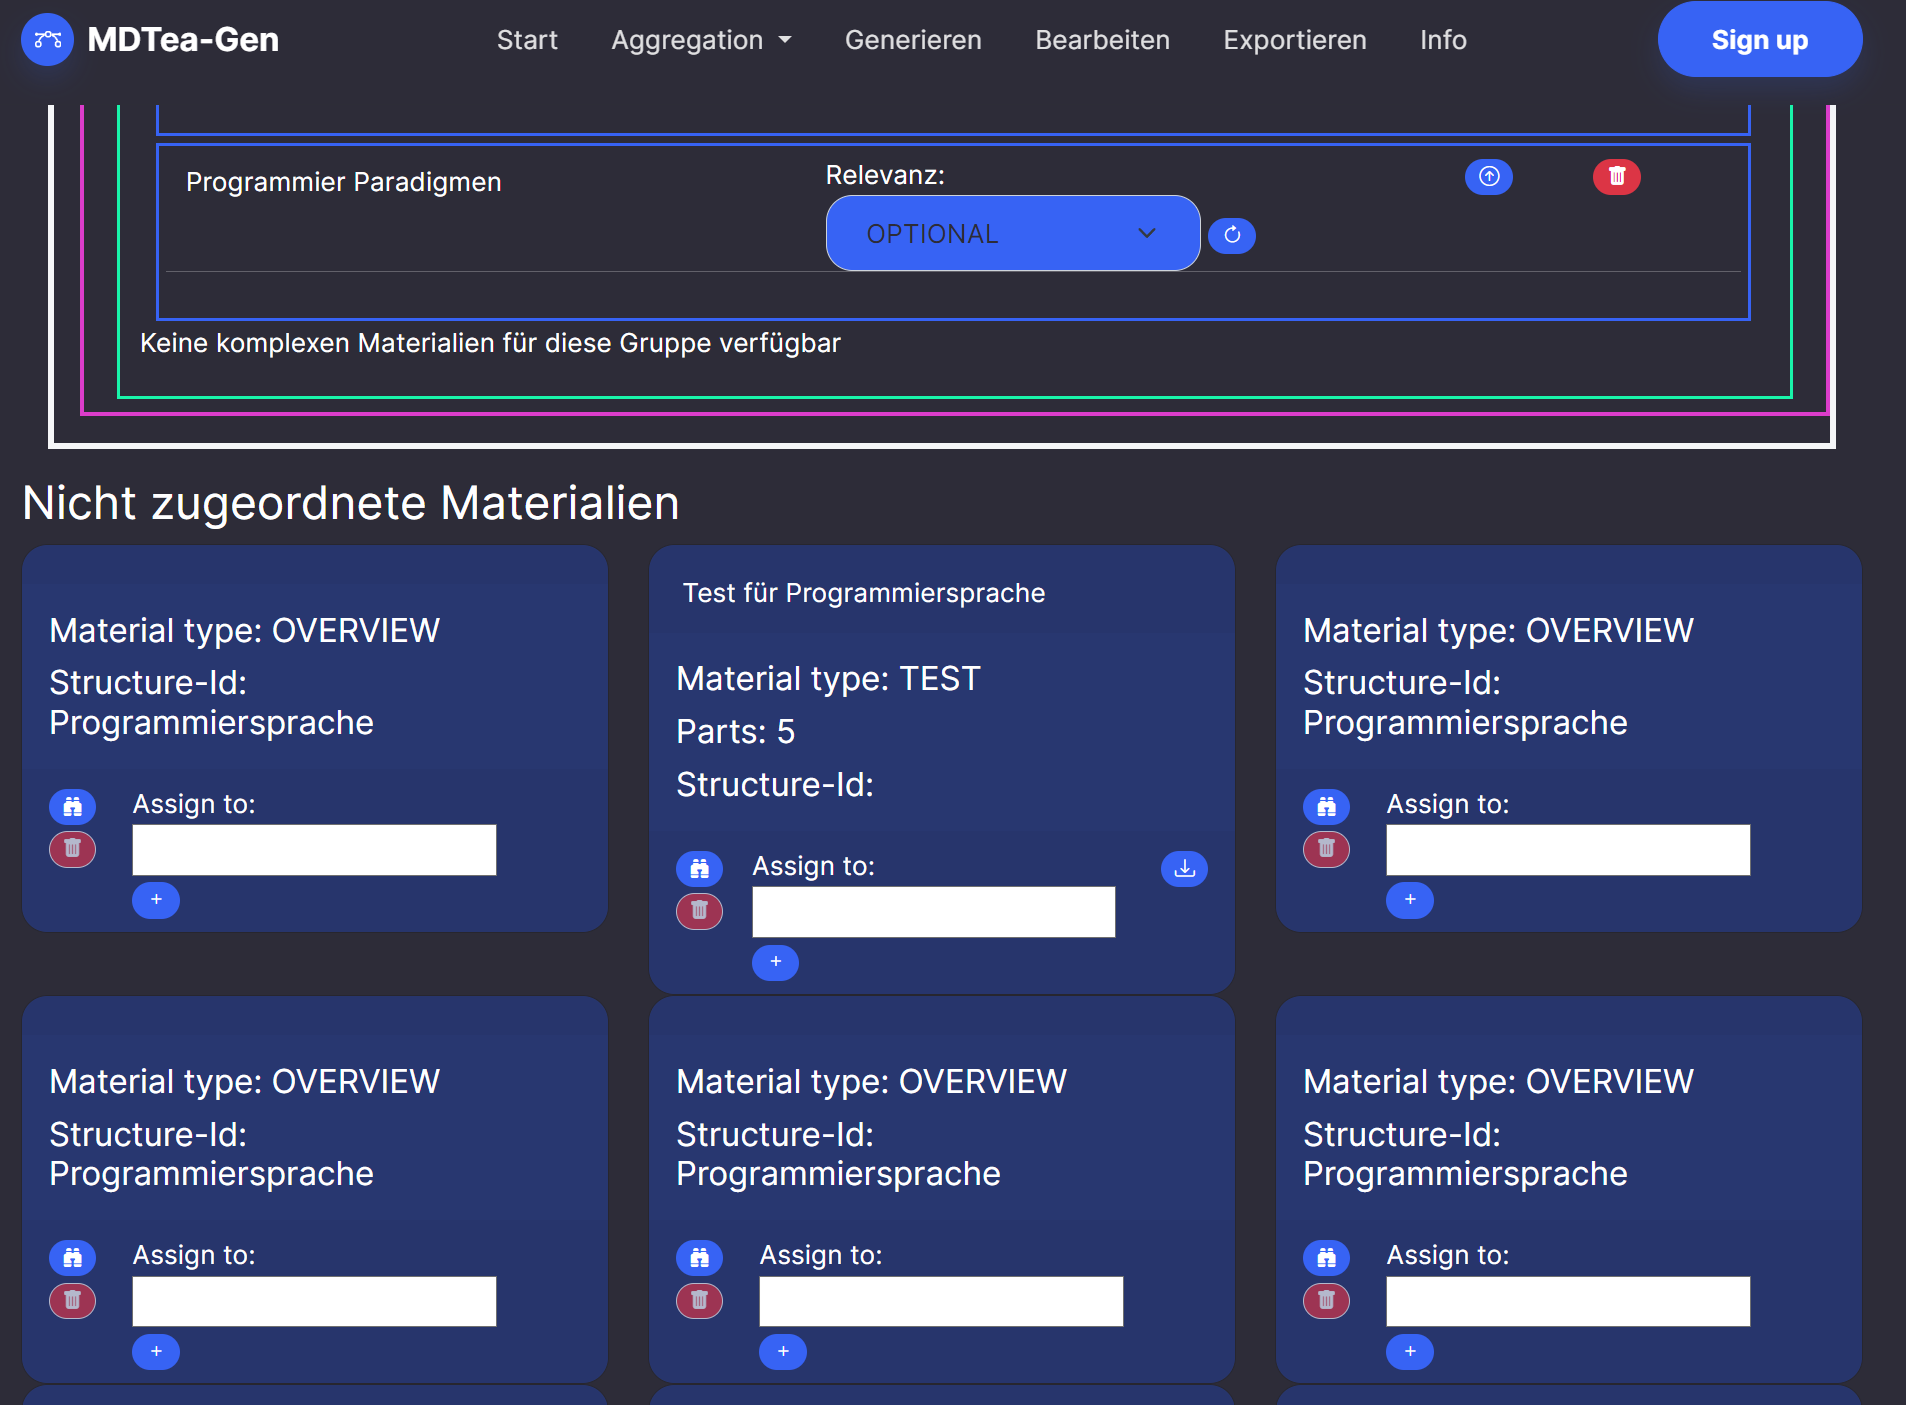 MDTea-Gen
Start
Aggregation
Generieren
Bearbeiten
Exportieren
Info
Sign up
Programmier Paradigmen
Relevanz:
OPTIONAL
Keine komplexen Materialien für diese Gruppe verfügbar
Nicht zugeordnete Materialien
Material type: OVERVIEW
Structure-Id:
Programmiersprache
Assign to:
+
Test für Programmiersprache
Material type: TEST
Parts: 5
Structure-Id:
Assign to:
+
Material type: OVERVIEW
Structure-Id:
Programmiersprache
Assign to:
+
Material type: OVERVIEW
Structure-Id:
Programmiersprache
Assign to:
+
Material type: OVERVIEW
Structure-Id:
Programmiersprache
Assign to:
+
Material type: OVERVIEW
Structure-Id:
Programmiersprache
Assign to:
+